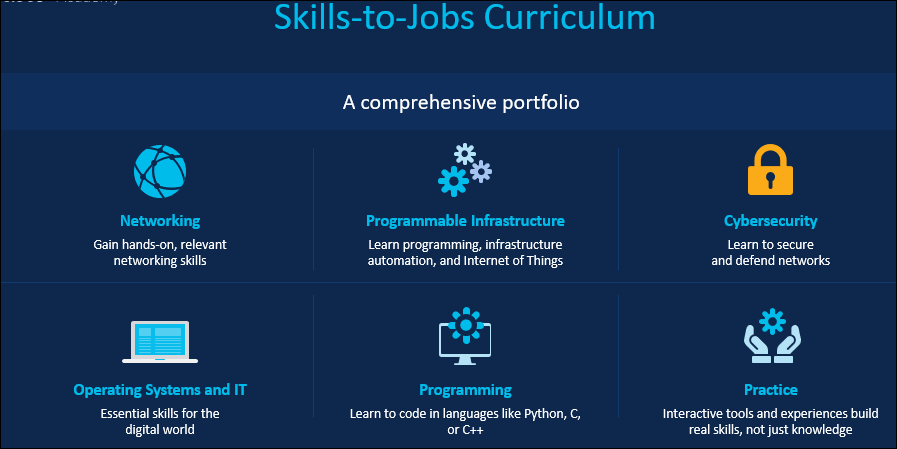 Academy
Skills-to-Jobs Curriculum
A comprehensive portfolio
Networking
Gain hands-on, relevant
networking skills
Programmable Infrastructure
Learn programming, infrastructure
automation, and Internet of Things
Cybersecurity
Learn to secure
and defend networks
Operating Systems and IT
Essential skills for the
digital world
Programming
Learn to code in languages like Python, C,
or C++
Practice
Interactive tools and experiences build
real skills, not just knowledge